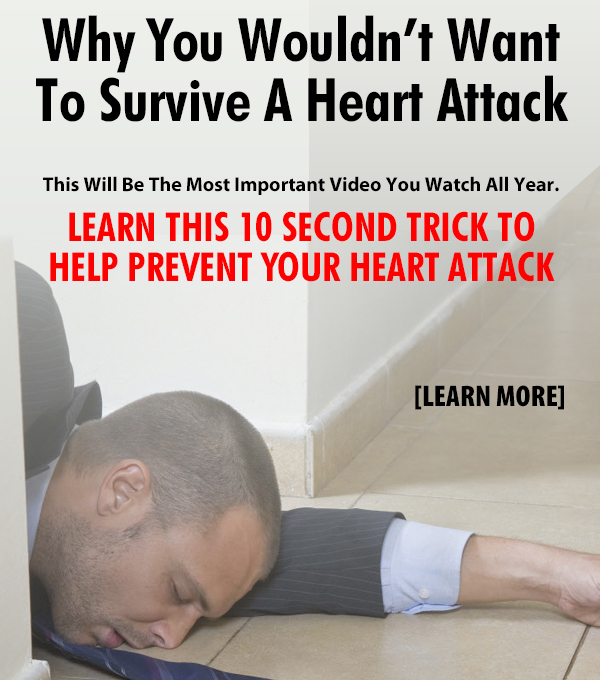 Why You Wouldn't Want
To Survive A Heart Attack
This Will Be The Most Important Video You Watch All Year.
LEARN THIS 10 SECOND TRICK TO
HELP PREVENT YOUR HEART ATTACK
[LEARN MORE]